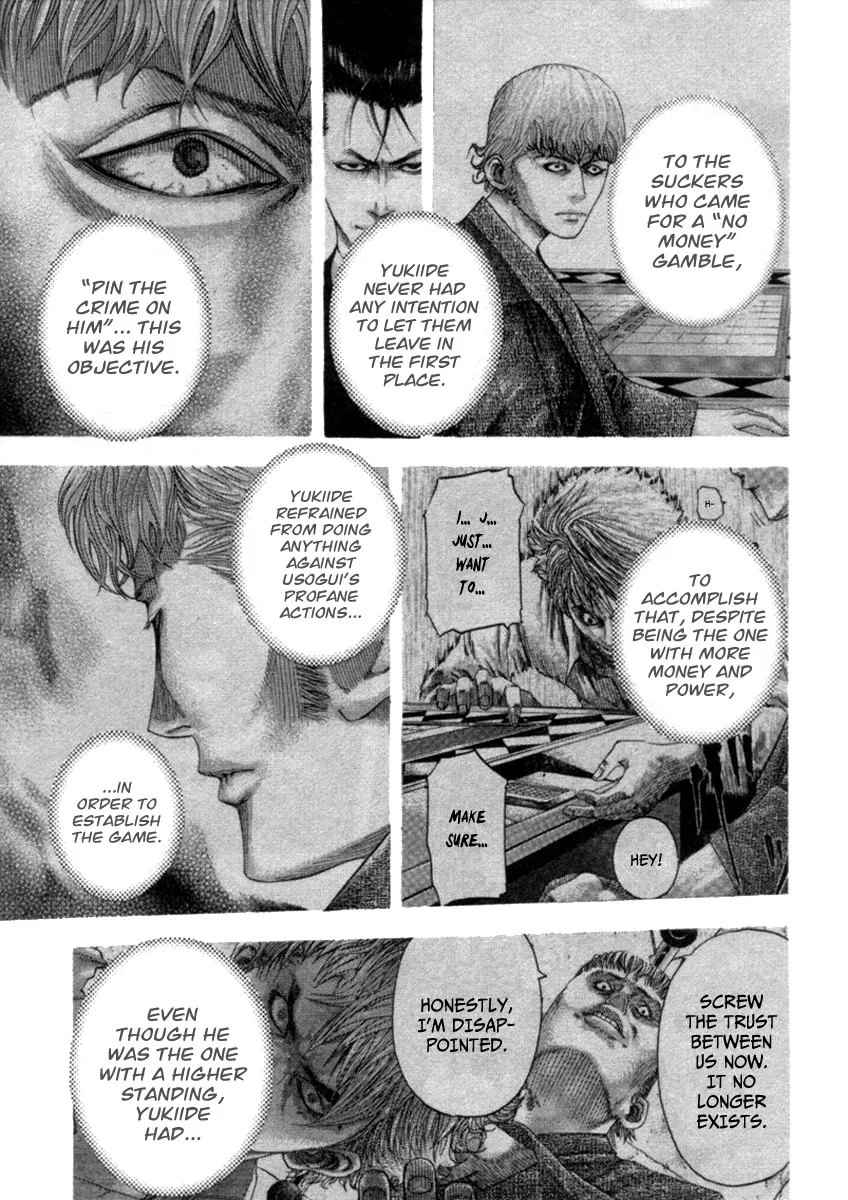 TO THE
SUCKERS
WHO CAME
FOR A “NO
MONEY”
GAMBLE,
YUKIIDE
NEVER HAD
ANY INTENTION
TO LET THEM
LEAVE IN
THE FIRST
PLACE.
“PIN THE
CRIME ON
HIM”... THIS
WAS HIS
OBJECTIVE.
H-
I... J...
JUST...
WANT
TO...
TO
ACCOMPLISH
THAT, DESPITE
BEING THE ONE
WITH MORE
MONEY AND
POWER,
MAKE
SURE...
HEY!
YUKIIDE
REFRAINED
FROM DOING
ANYTHING
AGAINST
USOGUI'S
PROFANE
ACTIONS...
...IN
ORDER TO
ESTABLISH
THE GAME.
SCREW
THE TRUST
BETWEEN
US NOW.
IT NO
LONGER
EXISTS.
HONESTLY,
I'M DISAP-
POINTED.
EVEN
THOUGH HE
WAS THE ONE
WITH A HIGHER
STANDING,
YUKIIDE
HAD...